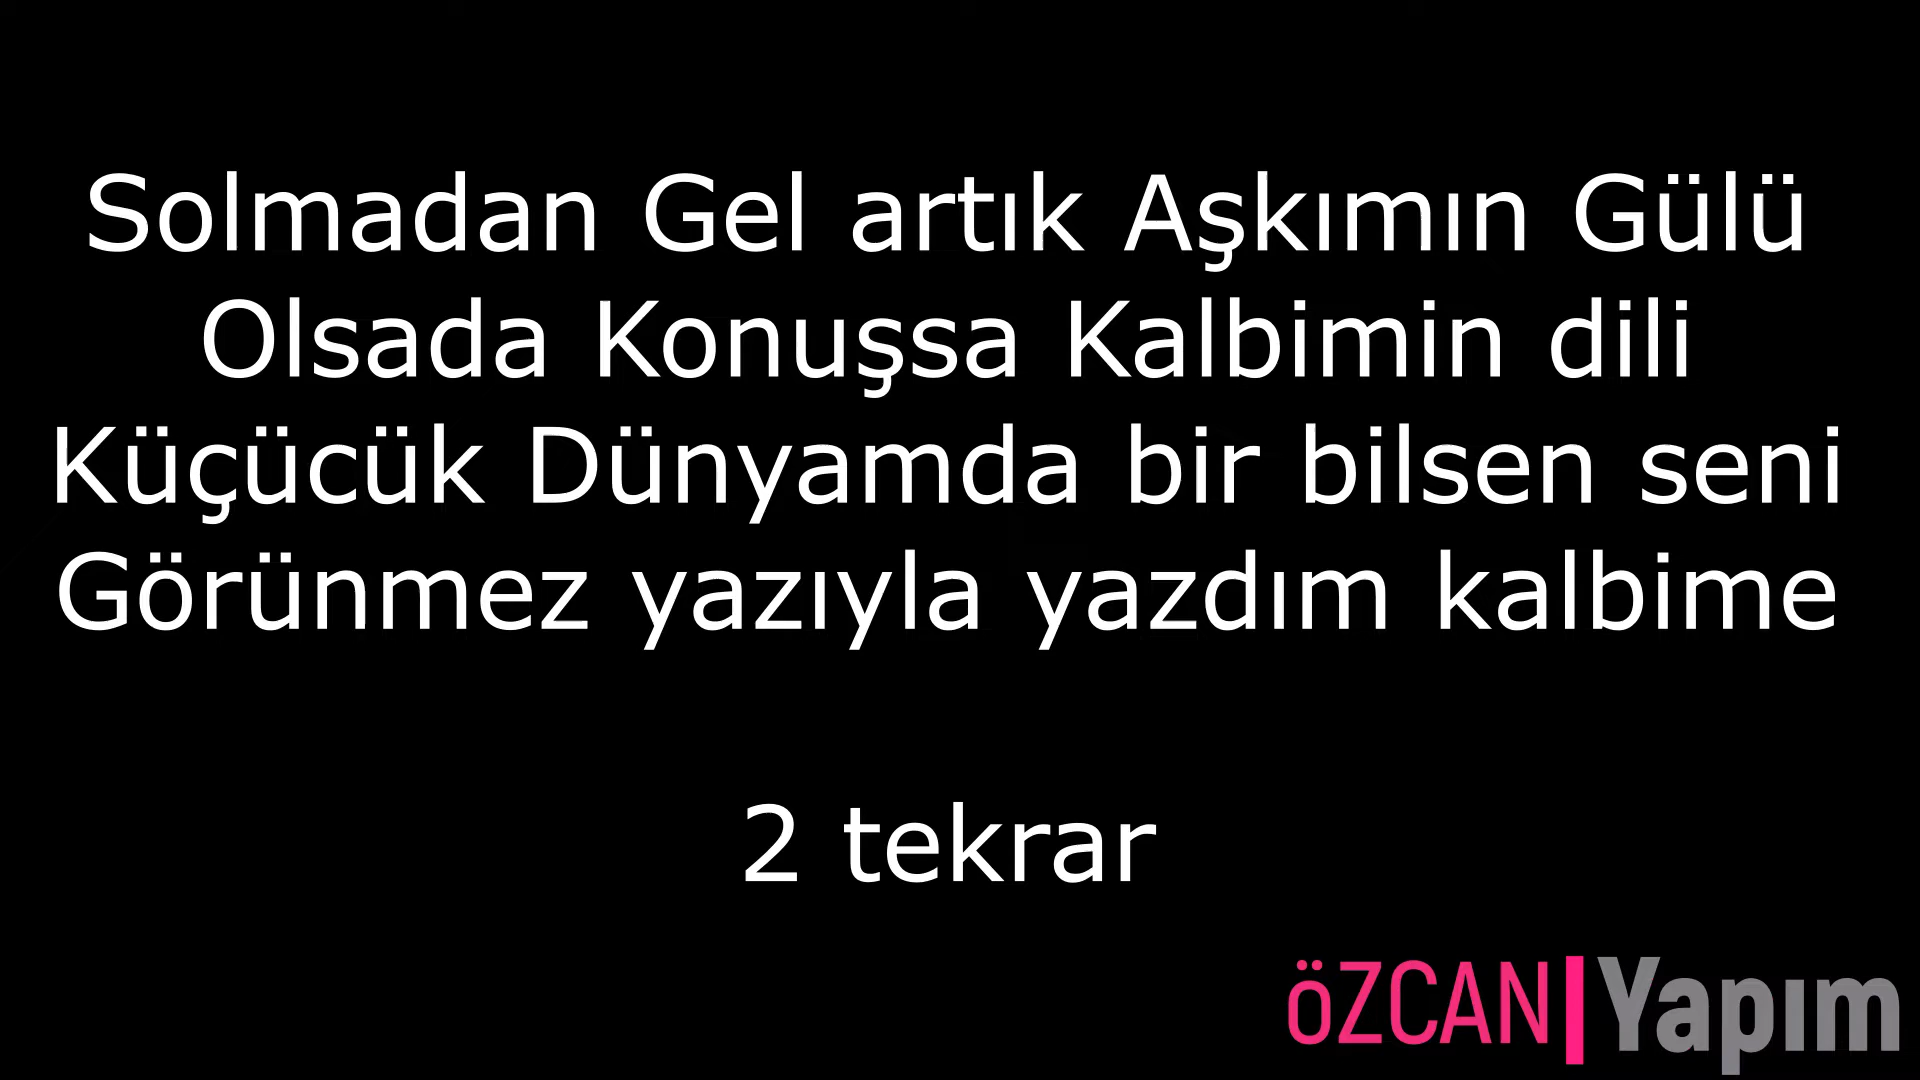 Solmadan Gel artık Aşkımın Gülü
Olsada Konuşsa Kalbimin dili
Küçücük Dünyamda bir bilsen seni
Görünmez yazıyla yazdım kalbime
2 tekrar
öZCAN|Yapım